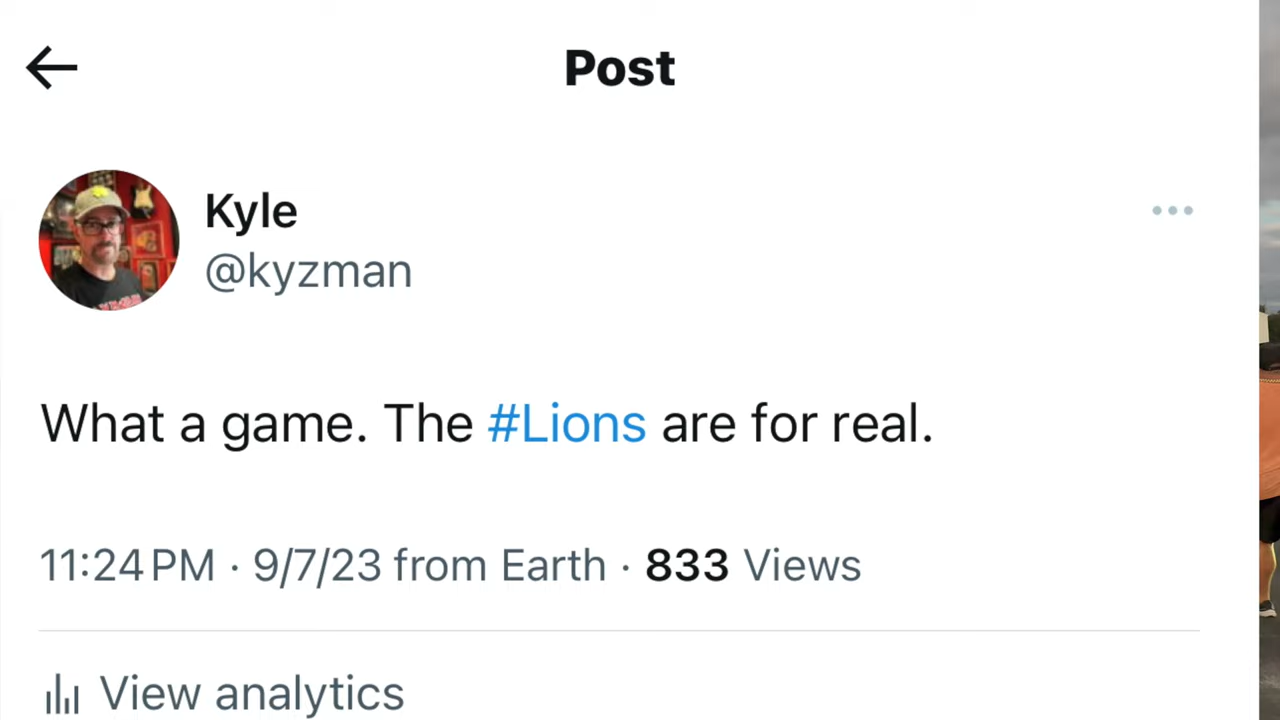 Post
Kyle
@kyzman
What a game. The #Lions are for real.
11:24 PM · 9/7/23 from Earth · 833 Views
View analytics